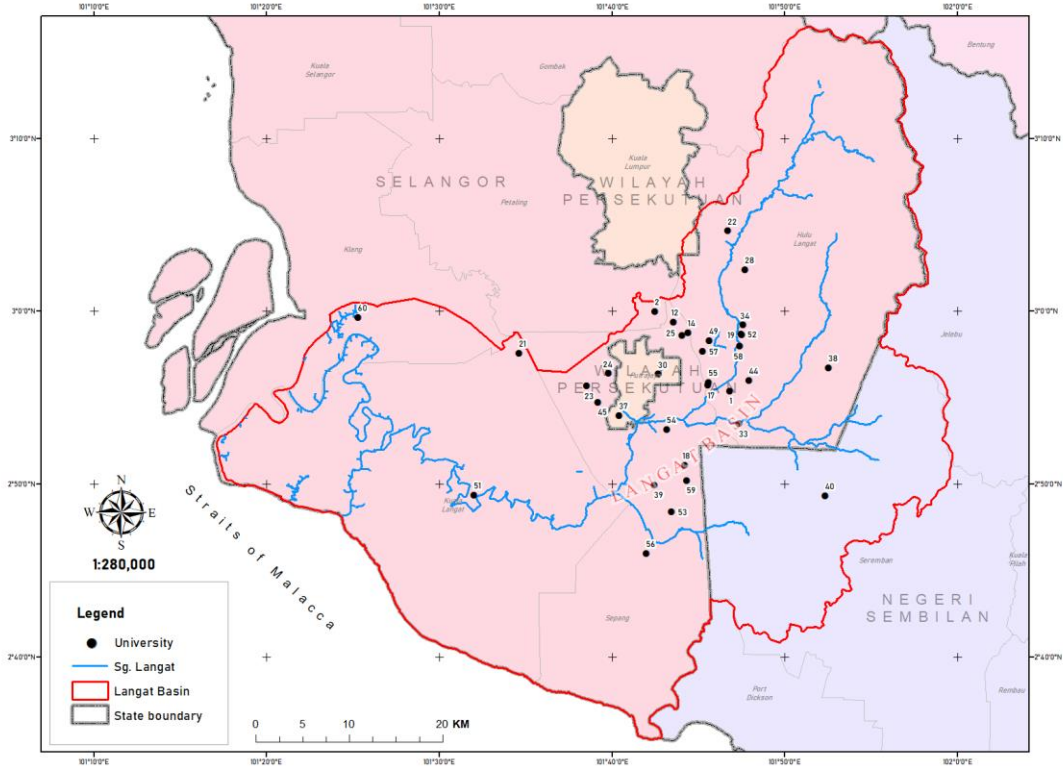 101°10'0"E
101°20'0"E
101°30'0"E
101°40'0"E
101°50'0"E
102°0'0"E
Bentung
Kuala
Selangor
Gombak
3°10'0"N
3°10'0"N
Kuala
Lumpur
SELANGOR
WILAYAH
PERSEKUTUAN
Petaling
22
Hulu
Langat
Klang
28
3°0'0"N
3°0'0"N
60
2
12
34
25
14
49
19
52
Jelebu
21
57
58
24
WILAYAH
30
38
PERSEKUTUAN
55
44
23
17
1
45
37
54
33
LANGAT BASIN
18
2°50'0"N
2°50'0"N
51
39
59
40
Kuala
Langat
53
N
W
E
S
Straits of Malacca
56
1:280,000
Seremban
Kuala
Pilah
NEGERI
SEMBILAN
Sepang
Legend
University
Sg. Langat
Langat Basin
State boundary
2°40'0"N
2°40'0"N
Port
Dickson
Rembau
0
5
10
20 KM
101°10'0"E
101°20'0"E
101°30'0"E
101°40'0"E
101°50'0"E
102°0'0"E